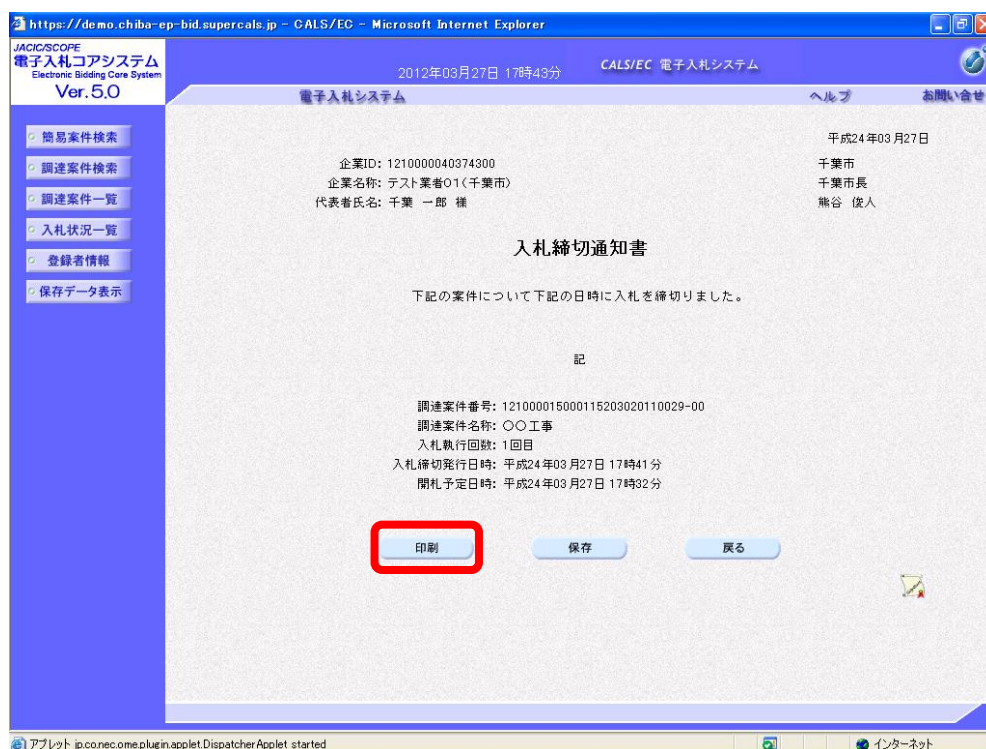 https://demo.chiba-ep-bid.supercals.jp - CALS/EC - Microsoft Internet Explorer
JACIC/SCOPE
電子入札コアシステム
Electronic Bidding Core System
Ver.5.0
2012年03月27日 17時43分
CALS/EC 電子入札システム
電子入札システム
ヘルプ
お問い合せ
簡易案件検索
調達案件検索
調達案件一覧
入札状況一覧
登録者情報
保存データ表示
平成24年03月27日
企業ID: 1210000040374300
千葉市
企業名称: テスト業者01(千葉市)
千葉市長
代表者氏名: 千葉 一郎 様
熊谷 俊人
入札締切通知書
下記の案件について下記の日時に入札を締切りました。
記
調達案件番号: 1210000150001152030201​10029-00
調達案件名称: 〇〇工事
入札執行回数: 1回目
入札締切発行日時: 平成24年03月27日 17時41分
開札予定日時: 平成24年03月27日 17時32分
印刷
保存
戻る
アプレット jp.co.nec.ome.plugin.applet.DispatcherApplet started
インターネット